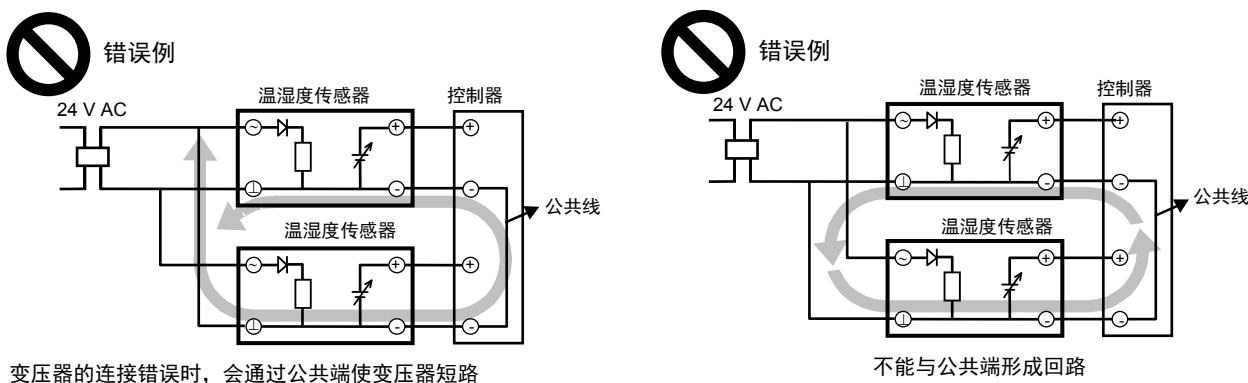 错误例
24 V AC
温湿度传感器
控制器
~
+
+
⊥
-
-
公共线
温湿度传感器
~
+
+
⊥
-
-
变压器的连接错误时，会通过公共端使变压器短路
错误例
24 V AC
温湿度传感器
控制器
~
+
+
⊥
-
-
公共线
温湿度传感器
~
+
+
⊥
-
-
不能与公共端形成回路